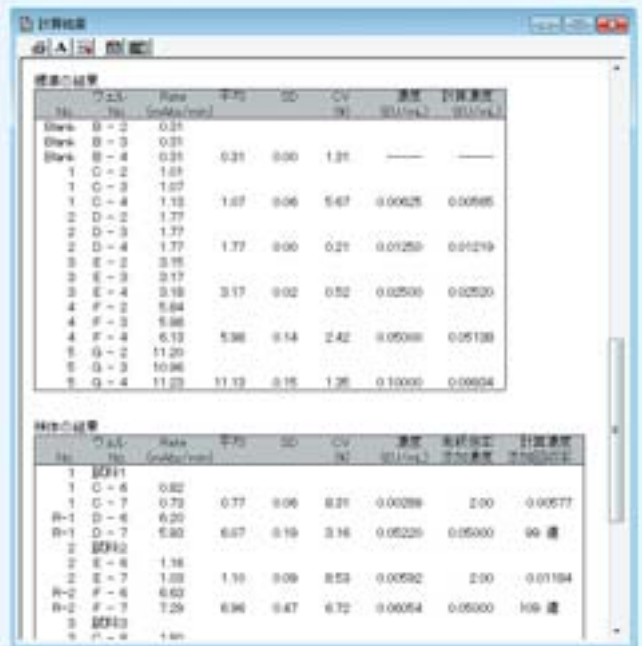 計算結果
標準の結果
No. ウェル No. Rate (mAbs/min) 平均 SD CV (%) 濃度 (EU/mL) 計算濃度 (EU/mL)
Blank B - 2 0.31
Blank B - 3 0.31
Blank B - 4 0.31 0.31 0.00 1.31 ------ ------
1 C - 2 1.01
1 C - 3 1.07
1 C - 4 1.13 1.07 0.06 5.67 0.00625 0.00565
2 D - 2 1.77
2 D - 3 1.77
2 D - 4 1.77 1.77 0.00 0.21 0.01250 0.01219
3 E - 2 3.15
3 E - 3 3.17
3 E - 4 3.18 3.17 0.02 0.52 0.02500 0.02520
4 F - 2 5.84
4 F - 3 5.98
4 F - 4 6.13 5.98 0.14 2.42 0.05000 0.05138
5 G - 2 11.20
5 G - 3 10.96
5 G - 4 11.23 11.13 0.15 1.35 0.10000
検体の結果
No. ウェル No. Rate (mAbs/min) 平均 SD CV (%) 濃度 (EU/mL) 希釈倍率 添加濃度 計算濃度 添加回収率
1 試料1
1 C - 6 0.82
1 C - 7 0.73 0.77 0.06 8.31 0.00289 2.00 0.00577
R-1 D - 6 6.20
R-1 D - 7 5.93 6.07 0.19 3.16 0.05220 0.05000 99 適
2 試料2
2 E - 6 1.16
2 E - 7 1.03 1.10 0.09 8.53 0.00592 2.00 0.01184
R-2 F - 6 6.63
R-2 F - 7 7.29 6.96 0.47 6.72 0.06054 0.05000 109 適
3 試料3